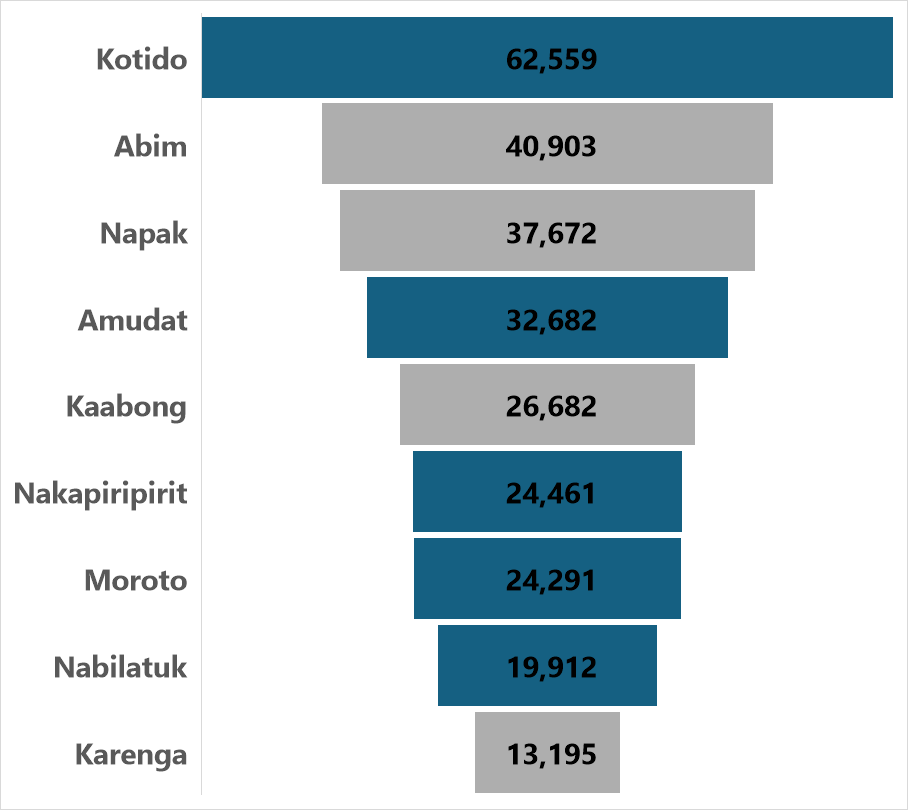 Kotido 62,559
Abim 40,903
Napak 37,672
Amudat 32,682
Kaabong 26,682
Nakapiripirit 24,461
Moroto 24,291
Nabilatuk 19,912
Karenga 13,195